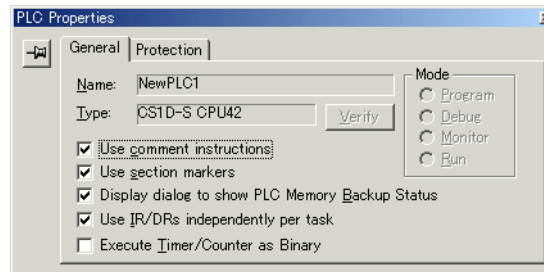 PLC Properties
General
Protection
Name:
NewPLC1
Type:
CS1D-S CPU42
Verify
Mode
Program
Debug
Monitor
Run
Use comment instructions
Use section markers
Display dialog to show PLC Memory Backup Status
Use IR/DRs independently per task
Execute Timer/Counter as Binary